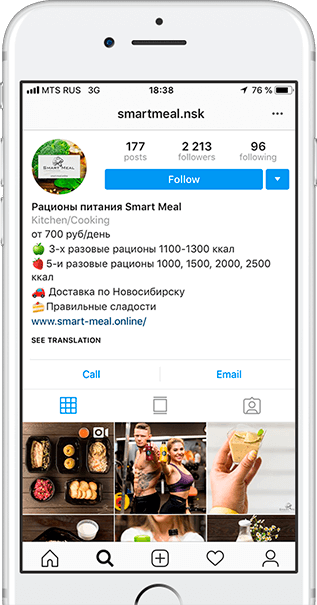 MTS RUS 3G 18:38 76 %
smartmeal.nsk
177 2 213 96
posts followers following
Follow
SMART MEAL
Рационы питания Smart Meal
Kitchen/Cooking
от 700 руб/день
3-х разовые рационы 1100-1300 ккал
5-и разовые рационы 1000, 1500, 2000, 2500
ккал
Доставка по Новосибирску
Правильные сладости
www.smart-meal.online/
SEE TRANSLATION
Call Email